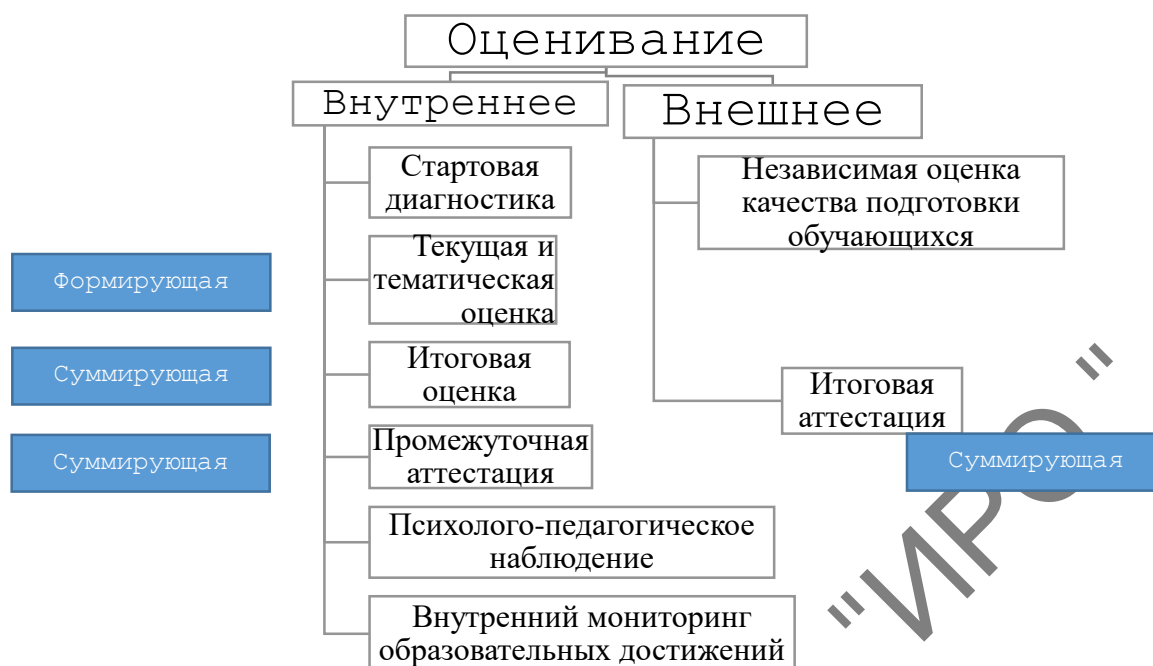 Оценивание
Внутреннее
Внешнее
Стартовая
диагностика
Независимая оценка
качества подготовки
обучающихся
Текущая и
тематическая
оценка
Формирующая
Итоговая
оценка
Суммирующая
Итоговая
аттестация
Промежуточная
аттестация
Суммирующая
Суммирующая
Психолого-педагогическое
наблюдение
Внутренний мониторинг
образовательных достижений
"ИРО "